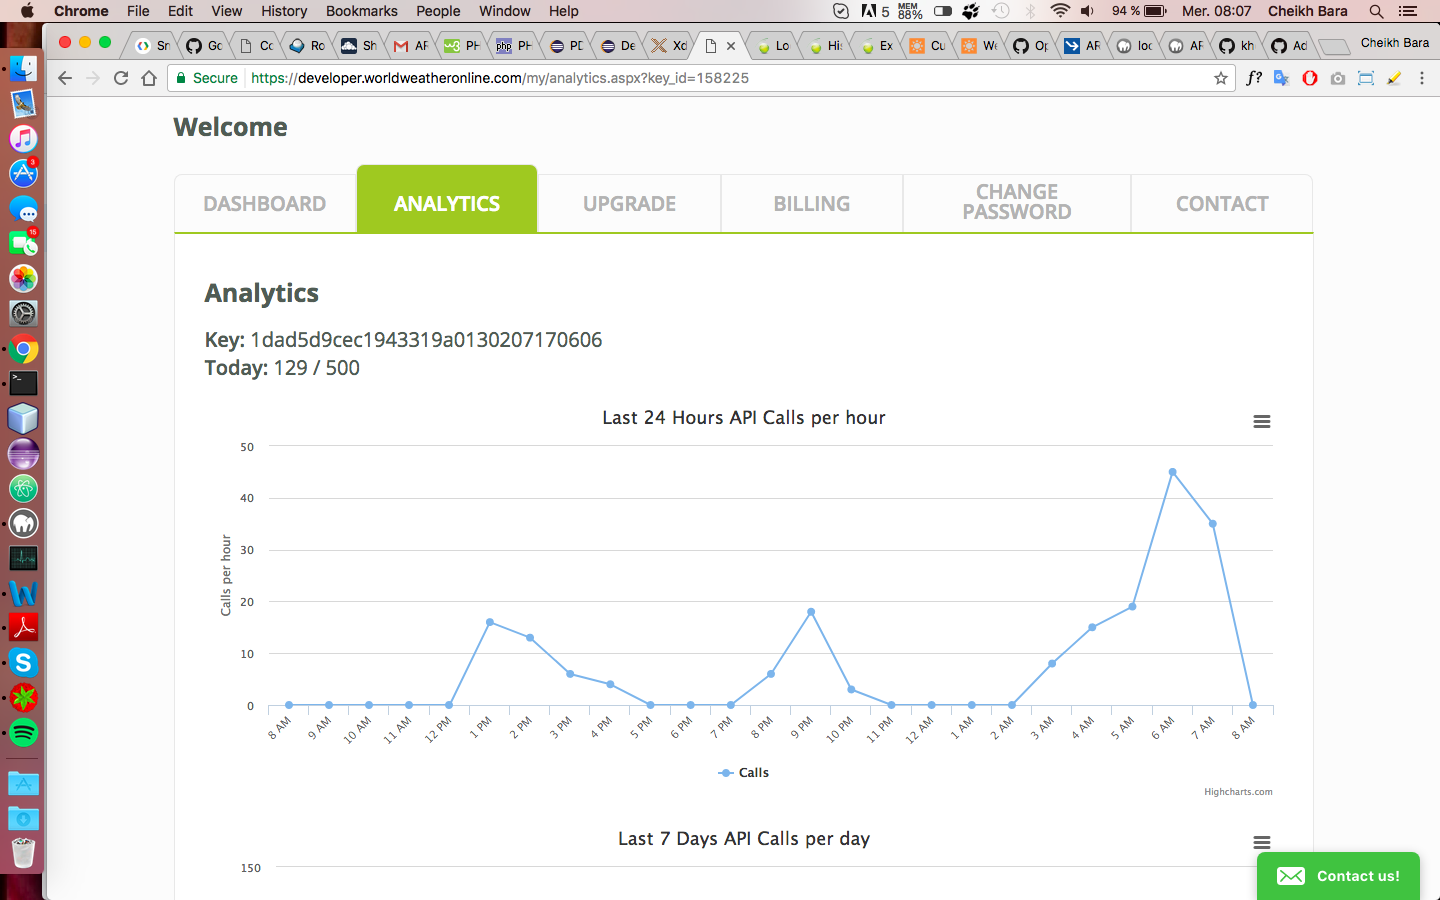 Chrome File Edit View History Bookmarks People Window Help 5 MEM 88% 94 % Mer. 08:07 Cheikh Bara
Sn Go Co Ro Sh AF PH PH PD De Xd Lo His Ex Cu We Op AR loc AF kh Ad Cheikh Bara
Secure https://developer.worldweatheronline.com/my/analytics.aspx?key_id=158225 f?
3
15
Welcome
DASHBOARD ANALYTICS UPGRADE BILLING CHANGE PASSWORD CONTACT
Analytics
Key: 1dad5d9cec1943319a0130207170606
Today: 129 / 500
Last 24 Hours API Calls per hour
Calls per hour
50
40
30
20
10
0
8 AM 9 AM 10 AM 11 AM 12 PM 1 PM 2 PM 3 PM 4 PM 5 PM 6 PM 7 PM 8 PM 9 PM 10 PM 11 PM 12 AM 1 AM 2 AM 3 AM 4 AM 5 AM 6 AM 7 AM 8 AM
Calls
Highcharts.com
Last 7 Days API Calls per day
150
Contact us!